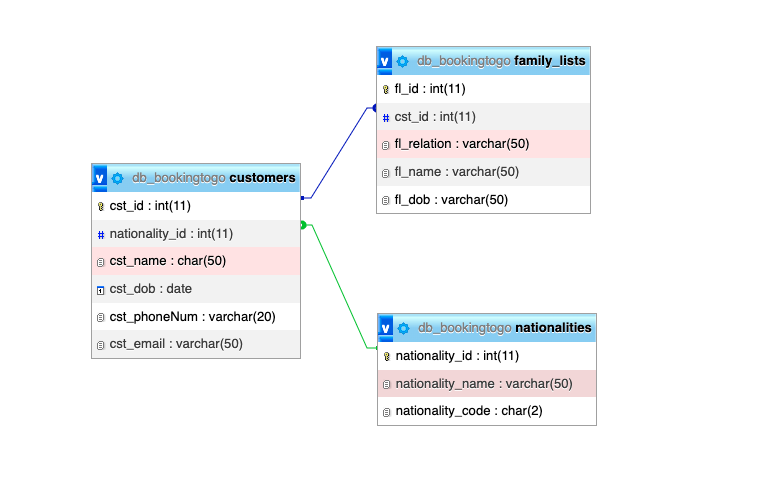 v db_bookingtogo family_lists
fl_id : int(11)
# cst_id : int(11)
fl_relation : varchar(50)
fl_name : varchar(50)
fl_dob : varchar(50)
v db_bookingtogo customers
cst_id : int(11)
# nationality_id : int(11)
cst_name : char(50)
cst_dob : date
cst_phoneNum : varchar(20)
cst_email : varchar(50)
v db_bookingtogo nationalities
nationality_id : int(11)
nationality_name : varchar(50)
nationality_code : char(2)